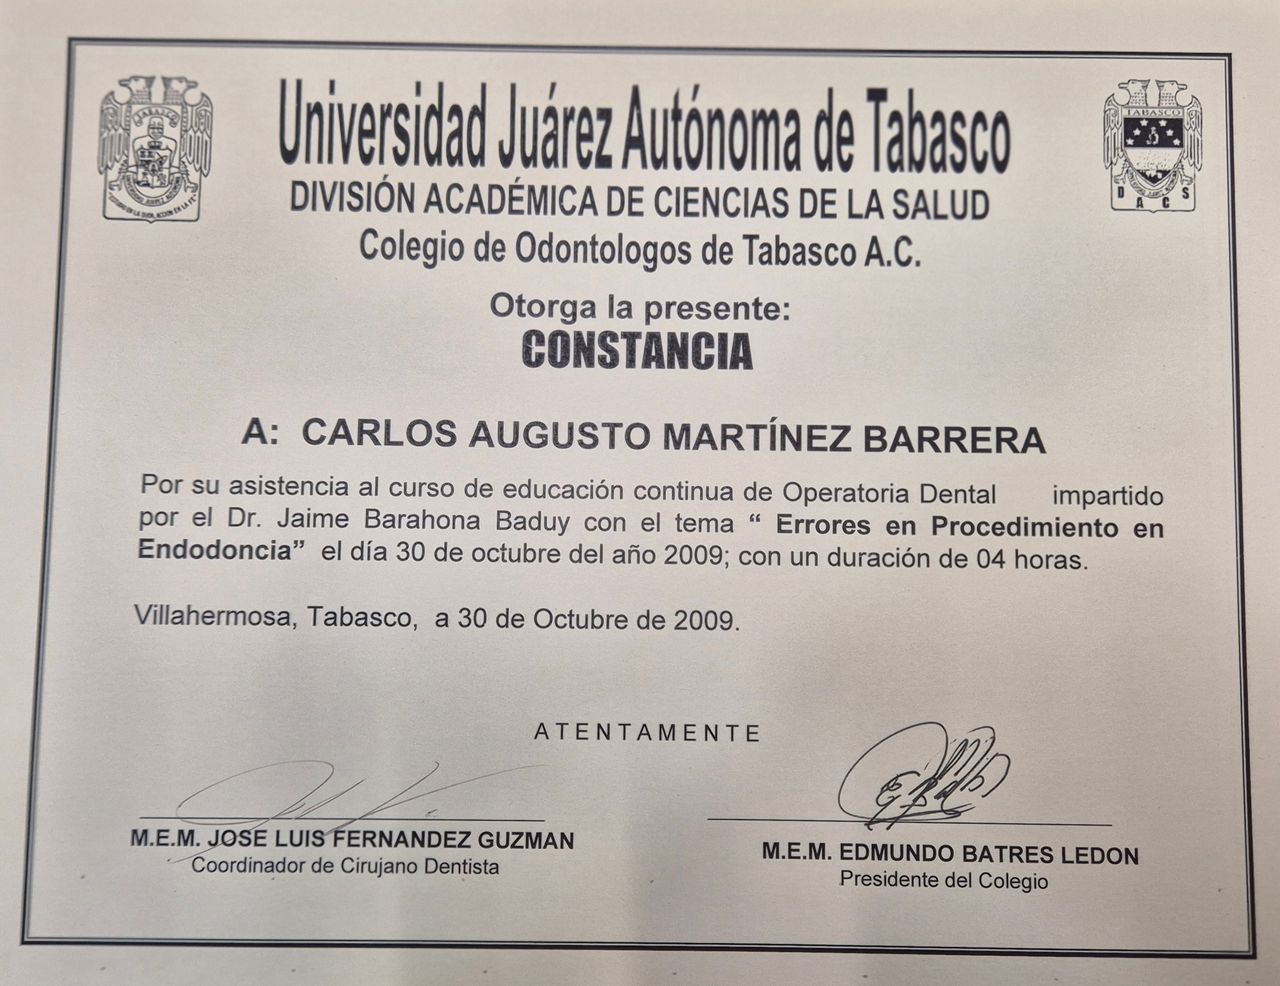 Universidad Juárez Autónoma de Tabasco
DIVISIÓN ACADÉMICA DE CIENCIAS DE LA SALUD
Colegio de Odontologos de Tabasco A.C.
TABASCO
D A C S
Otorga la presente:
CONSTANCIA
A: CARLOS AUGUSTO MARTÍNEZ BARRERA
Por su asistencia al curso de educación continua de Operatoria Dental impartido
por el Dr. Jaime Barahona Baduy con el tema “ Errores en Procedimiento en
Endodoncia” el día 30 de octubre del año 2009; con un duración de 04 horas.
Villahermosa, Tabasco, a 30 de Octubre de 2009.
ATENTAMENTE
M.E.M. JOSE LUIS FERNANDEZ GUZMAN
Coordinador de Cirujano Dentista
M.E.M. EDMUNDO BATRES LEDON
Presidente del Colegio